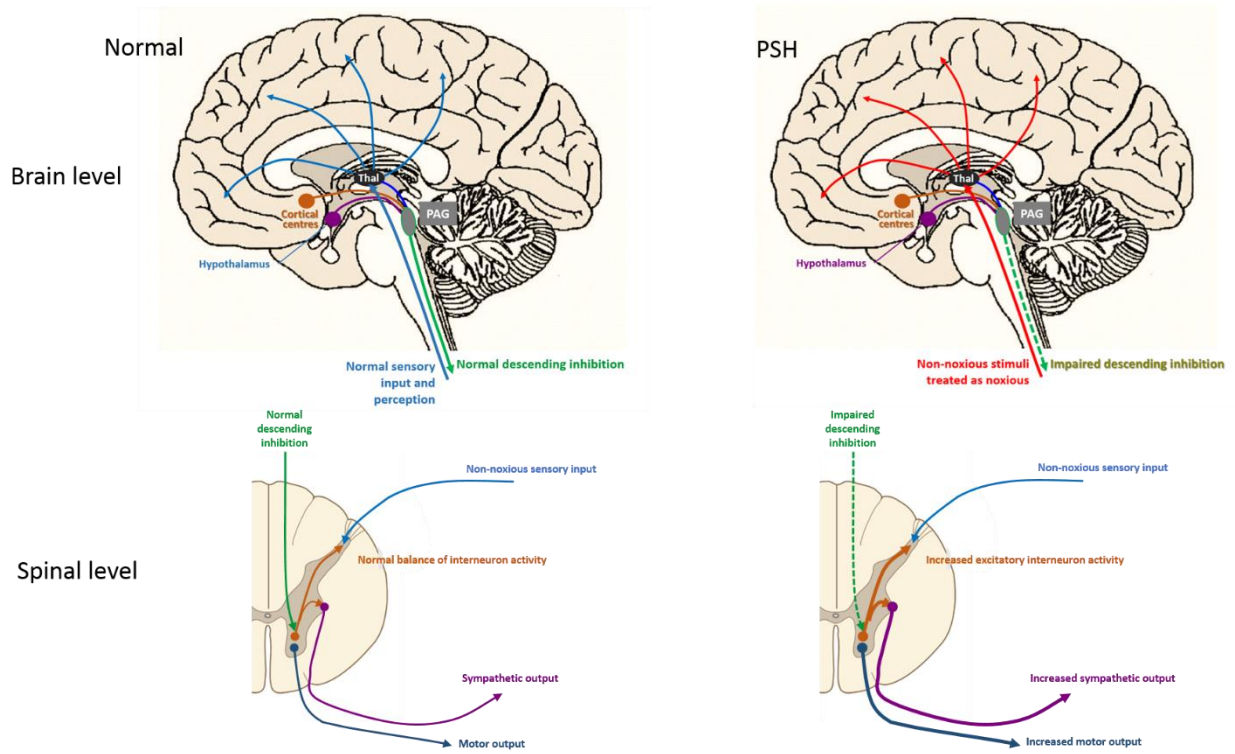 Normal
PSH
Brain level
Thal
Cortical
centres
PAG
Hypothalamus
Normal sensory
input and
perception
Normal descending inhibition
Thal
Cortical
centres
PAG
Hypothalamus
Non-noxious stimuli
treated as noxious
Impaired descending inhibition
Spinal level
Normal
descending
inhibition
Non-noxious sensory input
Normal balance of interneuron activity
Sympathetic output
Motor output
Impaired
descending
inhibition
Non-noxious sensory input
Increased excitatory interneuron activity
Increased sympathetic output
Increased motor output